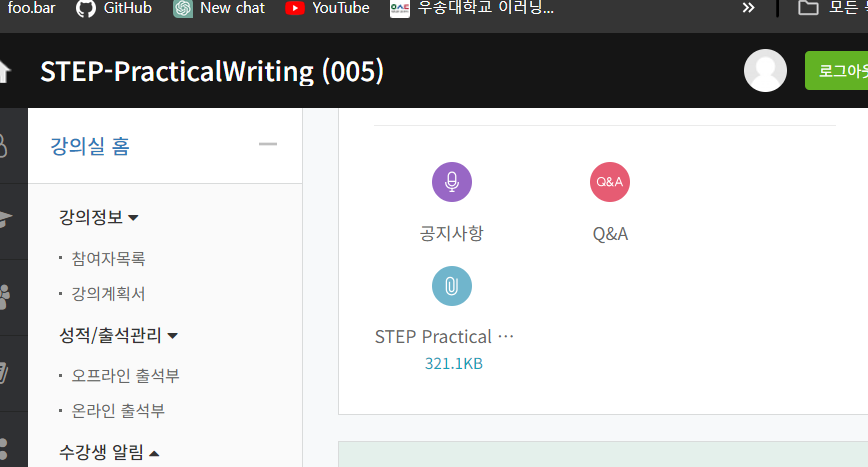 foo.bar GitHub New chat YouTube 우송대학교 이러닝... » 모든
STEP-PracticalWriting (005)
로그아웃
강의실 홈
강의정보
참여자목록
강의계획서
성적/출석관리
오프라인 출석부
온라인 출석부
수강생 알림
공지사항
Q&A
Q&A
STEP Practical ···
321.1KB